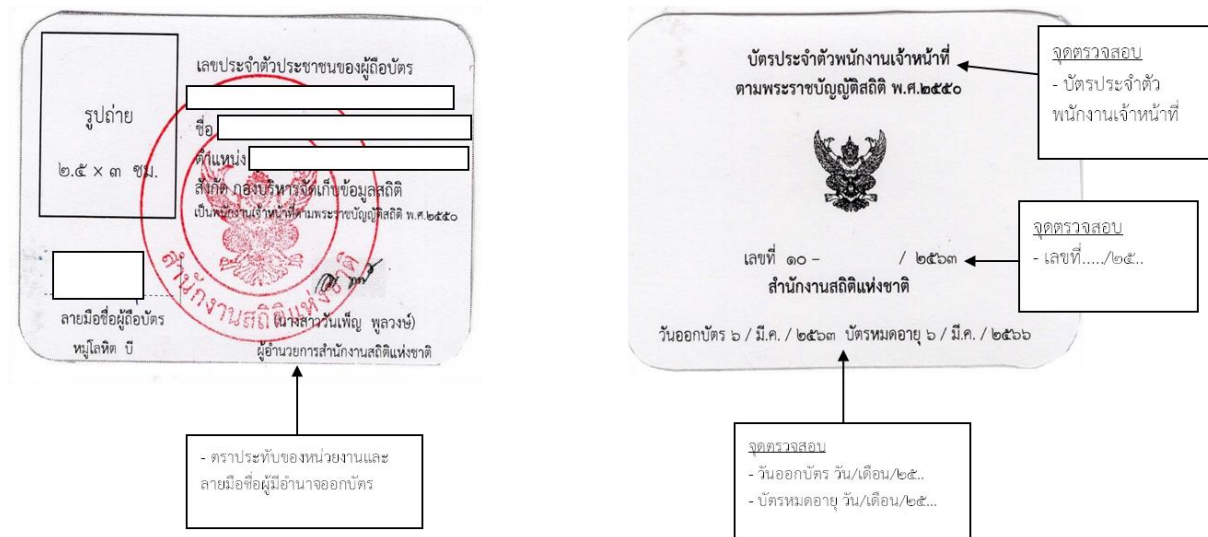 เลขประจำตัวประชาชนของผู้ถือบัตร
รูปถ่าย
๒.๕ × ๓ ซม.
ชื่อ
ตำแหน่ง
สังกัด กองบริหารจัดเก็บข้อมูลสถิติ
เป็นพนักงานเจ้าหน้าที่ตามพระราชบัญญัติสถิติ พ.ศ.๒๕๕๐
สำนักงานสถิติแห่งชาติ
ลายมือชื่อผู้ถือบัตร
หมู่โลหิต บี
(นางสาววันเพ็ญ พูลวงษ์)
ผู้อำนวยการสำนักงานสถิติแห่งชาติ
- ตราประทับของหน่วยงานและ
ลายมือชื่อผู้มีอำนาจออกบัตร
บัตรประจำตัวพนักงานเจ้าหน้าที่
ตามพระราชบัญญัติสถิติ พ.ศ.๒๕๕๐
เลขที่ ๑๐ - / ๒๕๖๓
สำนักงานสถิติแห่งชาติ
วันออกบัตร ๖ / มี.ค. / ๒๕๖๓ บัตรหมดอายุ ๖ / มี.ค. / ๒๕๖๖
จุดตรวจสอบ
- บัตรประจำตัว
พนักงานเจ้าหน้าที่
จุดตรวจสอบ
- เลขที่...../๒๕..
จุดตรวจสอบ
- วันออกบัตร วัน/เดือน/๒๕..
- บัตรหมดอายุ วัน/เดือน/๒๕...